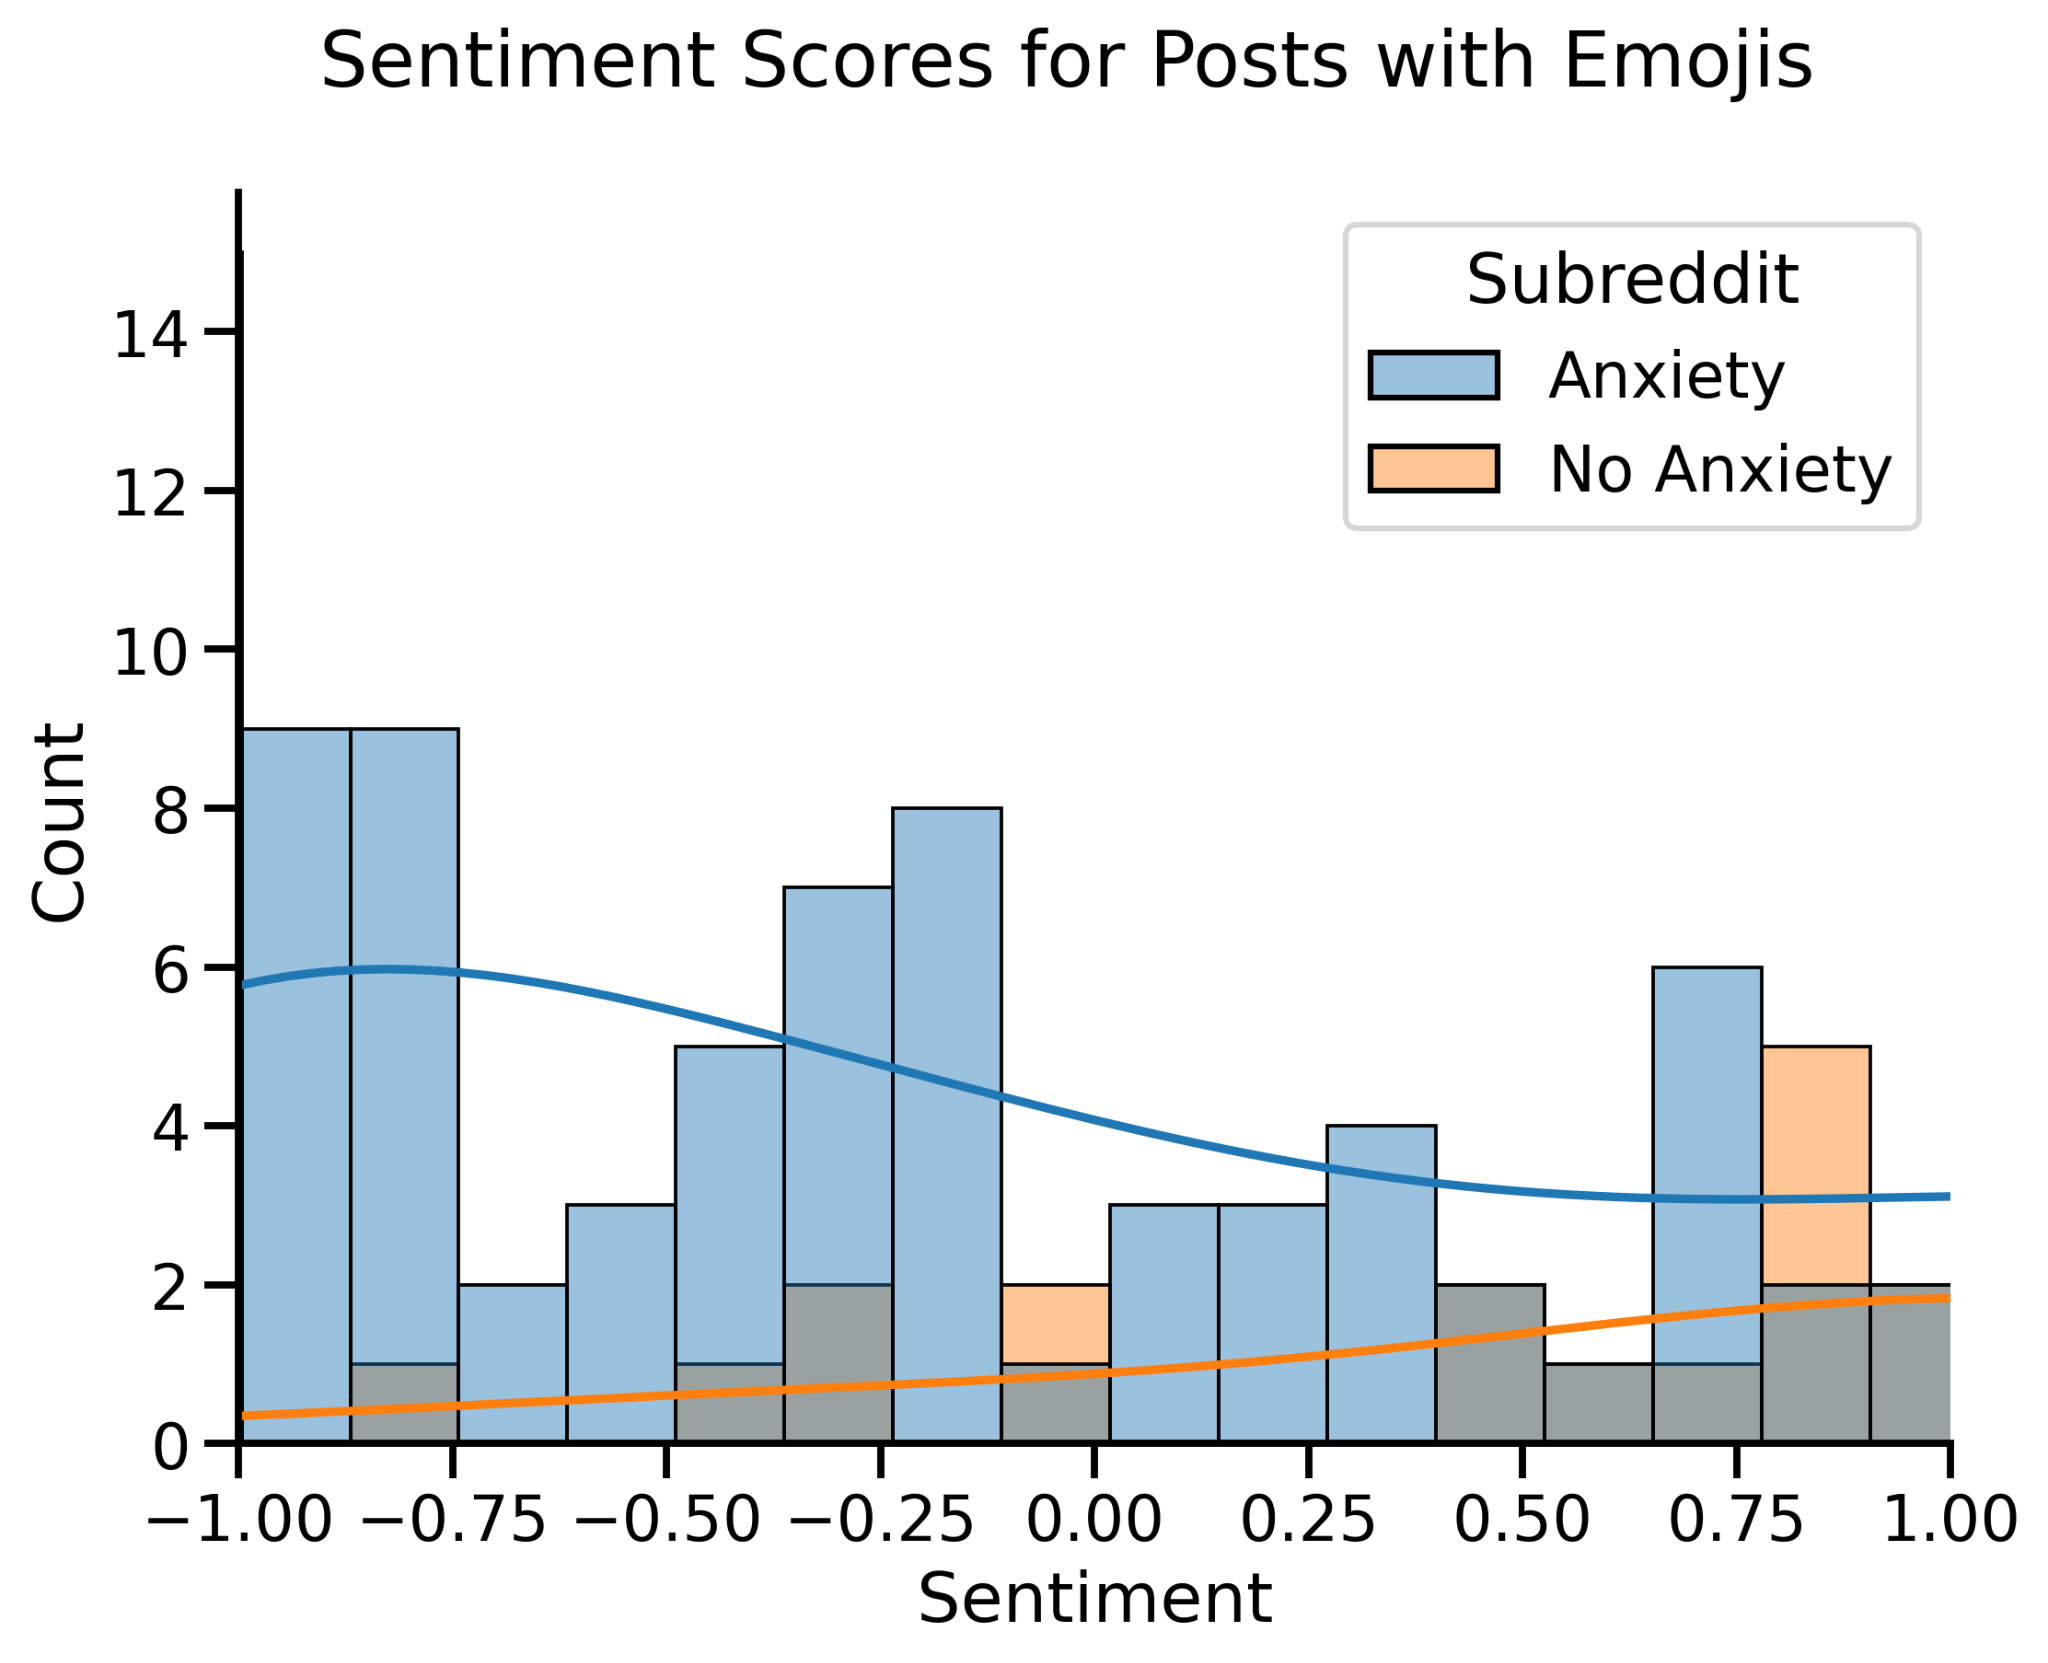 Sentiment Scores for Posts with Emojis
Subreddit
Anxiety
No Anxiety
Count
14
12
10
8
6
4
2
0
−1.00 −0.75 −0.50 −0.25 0.00 0.25 0.50 0.75 1.00
Sentiment